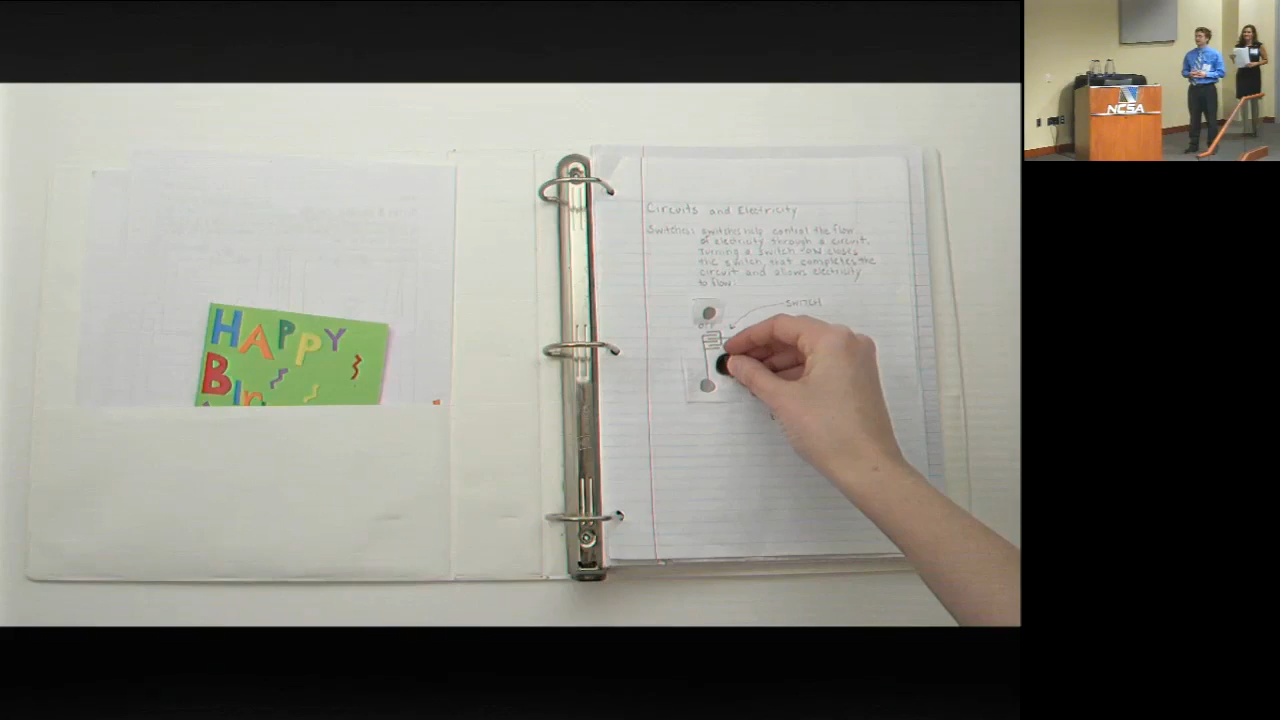 HAPPY
Bir
Circuits and Electricity
Switches: switches help control the flow
of electricity through a circuit.
Turning a switch "on" closes
the switch, that completes the
circuit and allows electricity
to flow.
SWITCH
OFF
NCSA